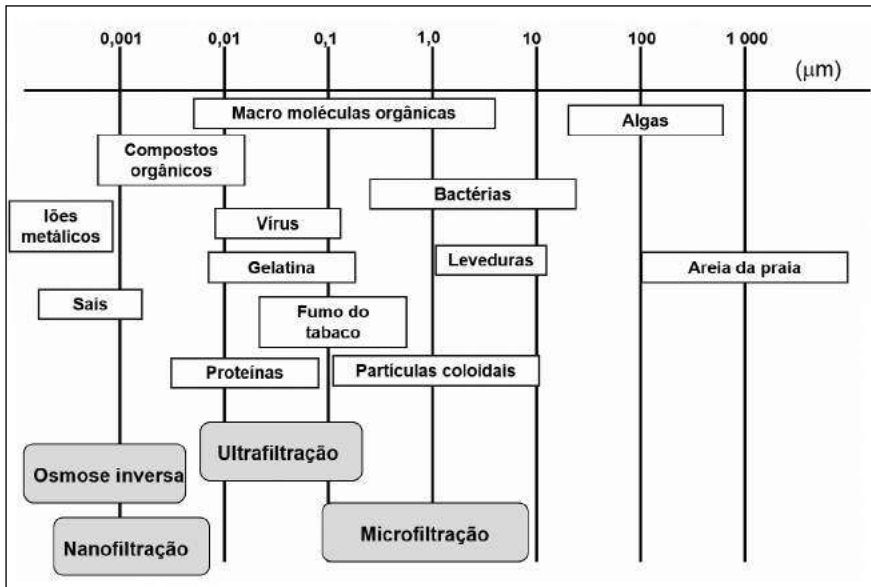 0,001 0,01 0,1 1,0 10 100 1 000
(μm)
Macro moléculas orgânicas
Algas
Compostos
orgânicos
Bactérias
Iões
metálicos
Vírus
Gelatina
Leveduras
Areia da praia
Sais
Fumo do
tabaco
Proteínas
Partículas coloidais
Ultrafiltração
Osmose inversa
Microfiltração
Nanofiltração